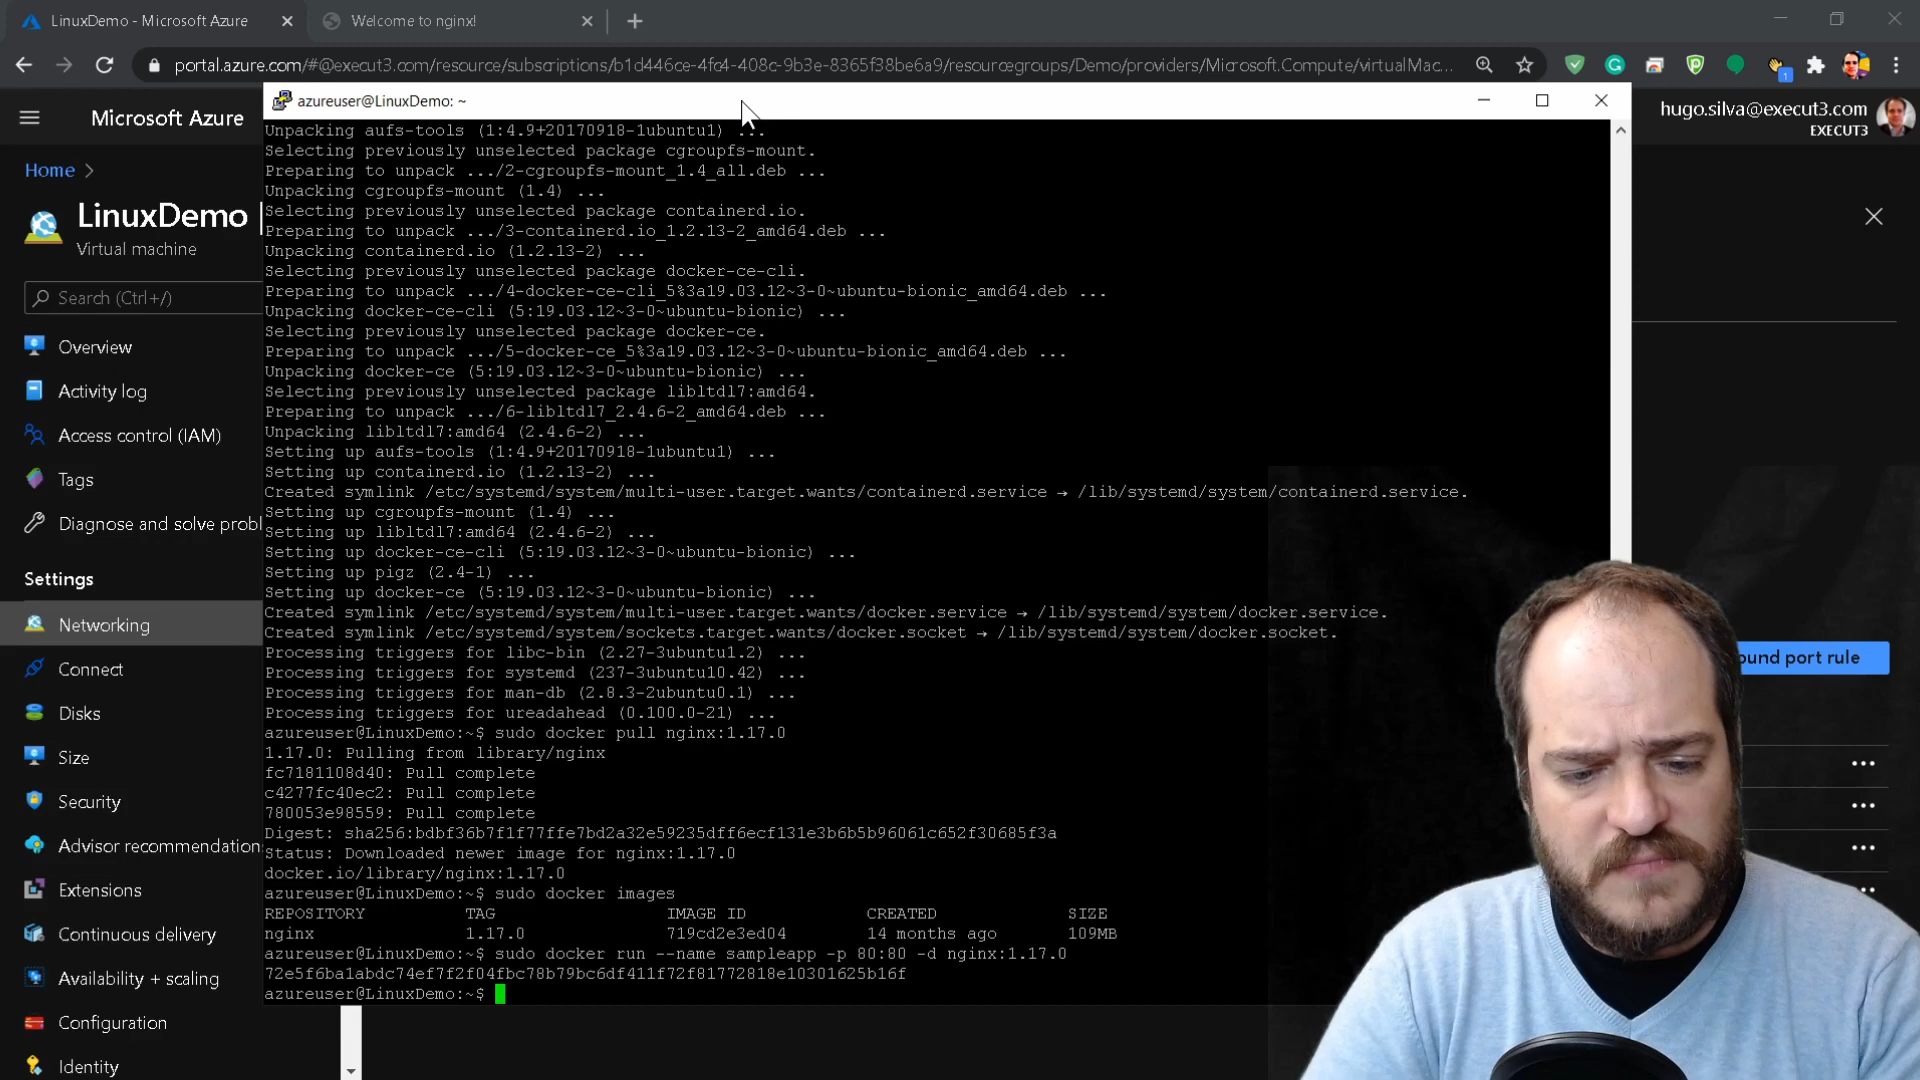 LinuxDemo - Microsoft Azure
Welcome to nginx!
portal.azure.com/#@execut3.com/resource/subscriptions/b1d446ce-4fc4-408c-9b3e-8365f38be6a9/resourcegroups/Demo/providers/Microsoft.Compute/virtualMac...
1
Microsoft Azure
azureuser@LinuxDemo: ~
hugo.silva@execut3.com
EXECUT3
Home
LinuxDemo
Virtual machine
Search (Ctrl+/)
Overview
Activity log
Access control (IAM)
Tags
Diagnose and solve probl
Settings
Networking
Connect
Disks
Size
Security
Advisor recommendation
Extensions
Continuous delivery
Availability + scaling
Configuration
Identity
Unpacking aufs-tools (1:4.9+20170918-1ubuntu1) ...
Selecting previously unselected package cgroupfs-mount.
Preparing to unpack .../2-cgroupfs-mount_1.4_all.deb ...
Unpacking cgroupfs-mount (1.4) ...
Selecting previously unselected package containerd.io.
Preparing to unpack .../3-containerd.io_1.2.13-2_amd64.deb ...
Unpacking containerd.io (1.2.13-2) ...
Selecting previously unselected package docker-ce-cli.
Preparing to unpack .../4-docker-ce-cli_5%3a19.03.12~3-0~ubuntu-bionic_amd64.deb ...
Unpacking docker-ce-cli (5:19.03.12~3-0~ubuntu-bionic) ...
Selecting previously unselected package docker-ce.
Preparing to unpack .../5-docker-ce_5%3a19.03.12~3-0~ubuntu-bionic_amd64.deb ...
Unpacking docker-ce (5:19.03.12~3-0~ubuntu-bionic) ...
Selecting previously unselected package libltdl7:amd64.
Preparing to unpack .../6-libltdl7_2.4.6-2_amd64.deb ...
Unpacking libltdl7:amd64 (2.4.6-2) ...
Setting up aufs-tools (1:4.9+20170918-1ubuntu1) ...
Setting up containerd.io (1.2.13-2) ...
Created symlink /etc/systemd/system/multi-user.target.wants/containerd.service → /lib/systemd/system/containerd.service.
Setting up cgroupfs-mount (1.4) ...
Setting up libltdl7:amd64 (2.4.6-2) ...
Setting up docker-ce-cli (5:19.03.12~3-0~ubuntu-bionic) ...
Setting up pigz (2.4-1) ...
Setting up docker-ce (5:19.03.12~3-0~ubuntu-bionic) ...
Created symlink /etc/systemd/system/multi-user.target.wants/docker.service → /lib/systemd/system/docker.service.
Created symlink /etc/systemd/system/sockets.target.wants/docker.socket → /lib/systemd/system/docker.socket.
Processing triggers for libc-bin (2.27-3ubuntu1.2) ...
Processing triggers for systemd (237-3ubuntu10.42) ...
Processing triggers for man-db (2.8.3-2ubuntu0.1) ...
Processing triggers for ureadahead (0.100.0-21) ...
azureuser@LinuxDemo:~$ sudo docker pull nginx:1.17.0
1.17.0: Pulling from library/nginx
fc7181108d40: Pull complete
c4277fc40ec2: Pull complete
780053e98559: Pull complete
Digest: sha256:bdbf36b7f1f77ffe7bd2a32e59235dff6ecf131e3b6b5b96061c652f30685f3a
Status: Downloaded newer image for nginx:1.17.0
docker.io/library/nginx:1.17.0
azureuser@LinuxDemo:~$ sudo docker images
REPOSITORY TAG IMAGE ID CREATED SIZE
nginx 1.17.0 719cd2e3ed04 14 months ago 109MB
azureuser@LinuxDemo:~$ sudo docker run --name sampleapp -p 80:80 -d nginx:1.17.0
72e5f6ba1abdc74ef7f2f04fbc78b79bc6df411f72f81772818e10301625b16f
azureuser@LinuxDemo:~$
ound port rule